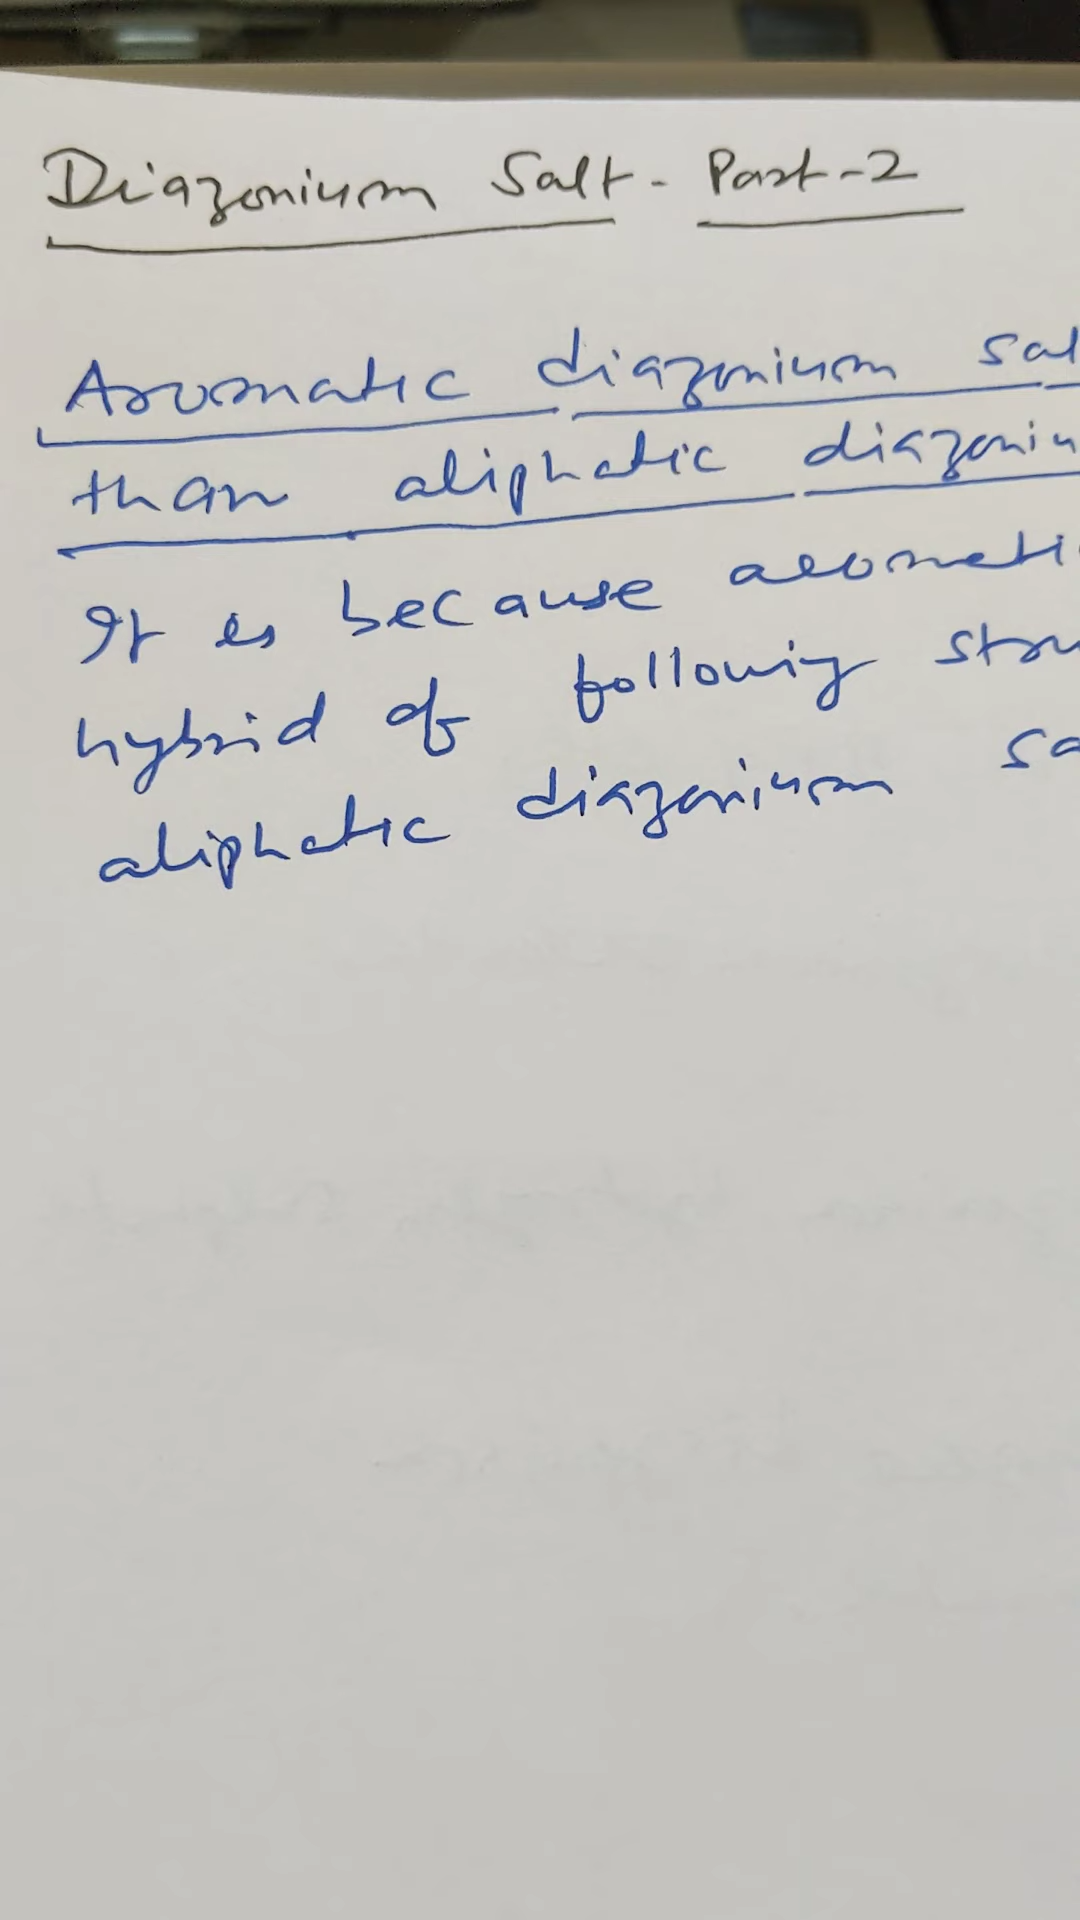 Diazonium Salt - Part-2
Aromatic diazonium sal
than aliphatic diazoniu
It is because aromati
hybrid of following stru
aliphatic diazonium sa